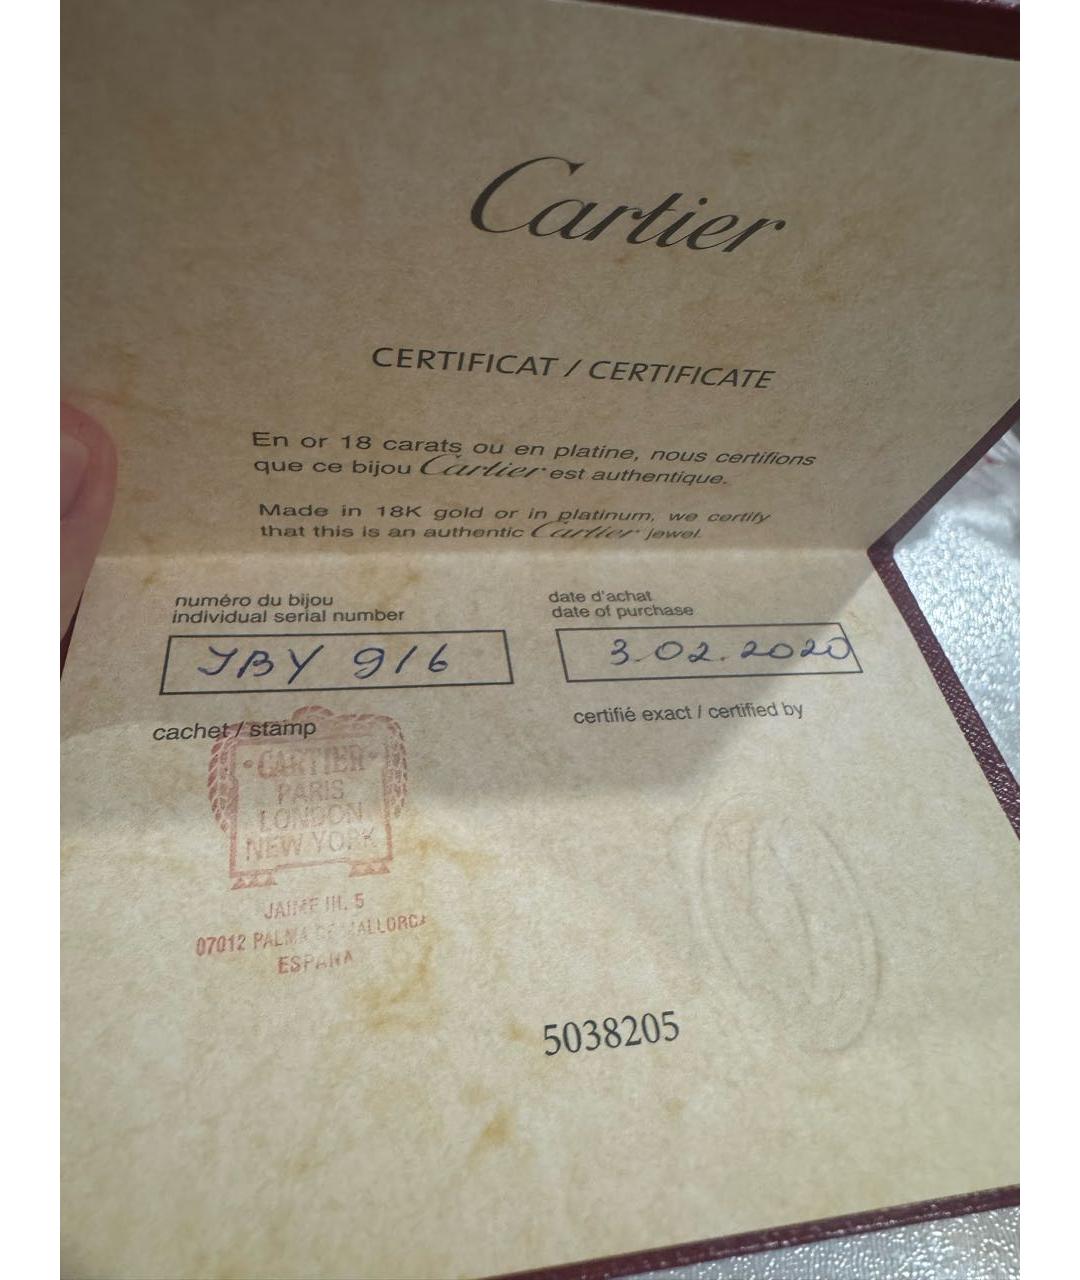 Cartier
CERTIFICAT / CERTIFICATE
En or 18 carats ou en platine, nous certifions
que ce bijou Cartier est authentique.
Made in 18K gold or in platinum, we certify
that this is an authentic Cartier jewel.
numéro du bijou
individual serial number
date d'achat
date of purchase
JBY 916
3.02.2020
cachet / stamp
certifié exact / certified by
CARTIER
PARIS
LONDON
NEW YORK
JAIME III. 5
07012 PALMA DE MALLORCA
ESPAÑA
5038205